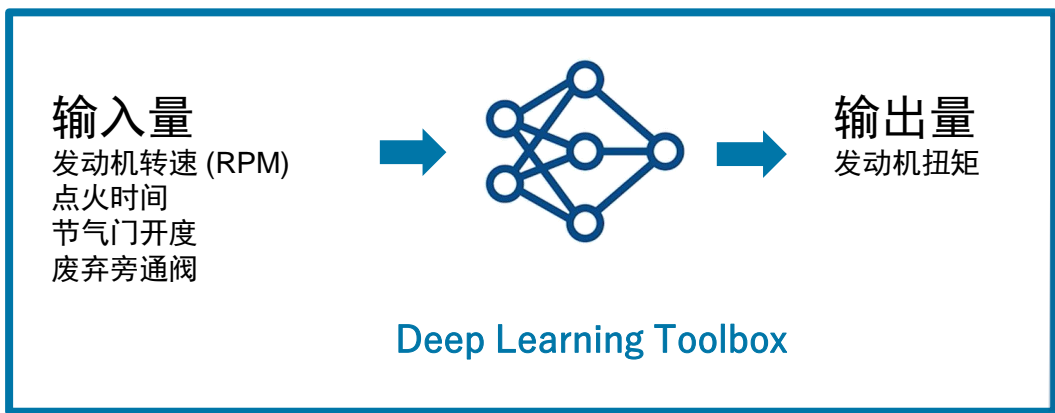 输入量
发动机转速 (RPM)
点火时间
节气门开度
废弃旁通阀
输出量
发动机扭矩
Deep Learning Toolbox